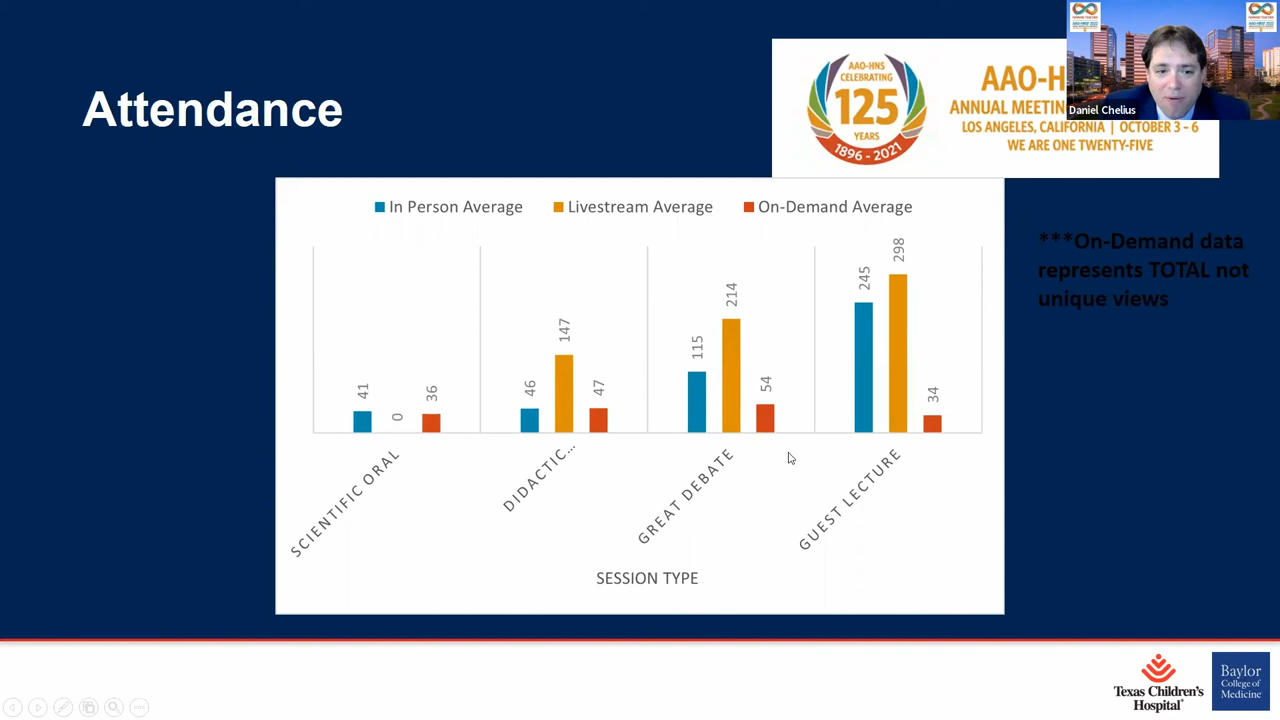 Attendance
AAO-HNS
CELEBRATING
125
YEARS
1896 - 2021
AAO-H
ANNUAL MEETIN
LOS ANGELES, CALIFORNIA | OCTOBER 3 - 6
WE ARE ONE TWENTY-FIVE
Daniel Chelius
In Person Average
Livestream Average
On-Demand Average
***On-Demand data
represents TOTAL not
unique views
41
0
36
46
147
47
115
214
54
245
298
34
SCIENTIFIC ORAL
DIDACTIC...
GREAT DEBATE
GUEST LECTURE
SESSION TYPE
Texas Children's
Hospital®
Baylor
College of
Medicine